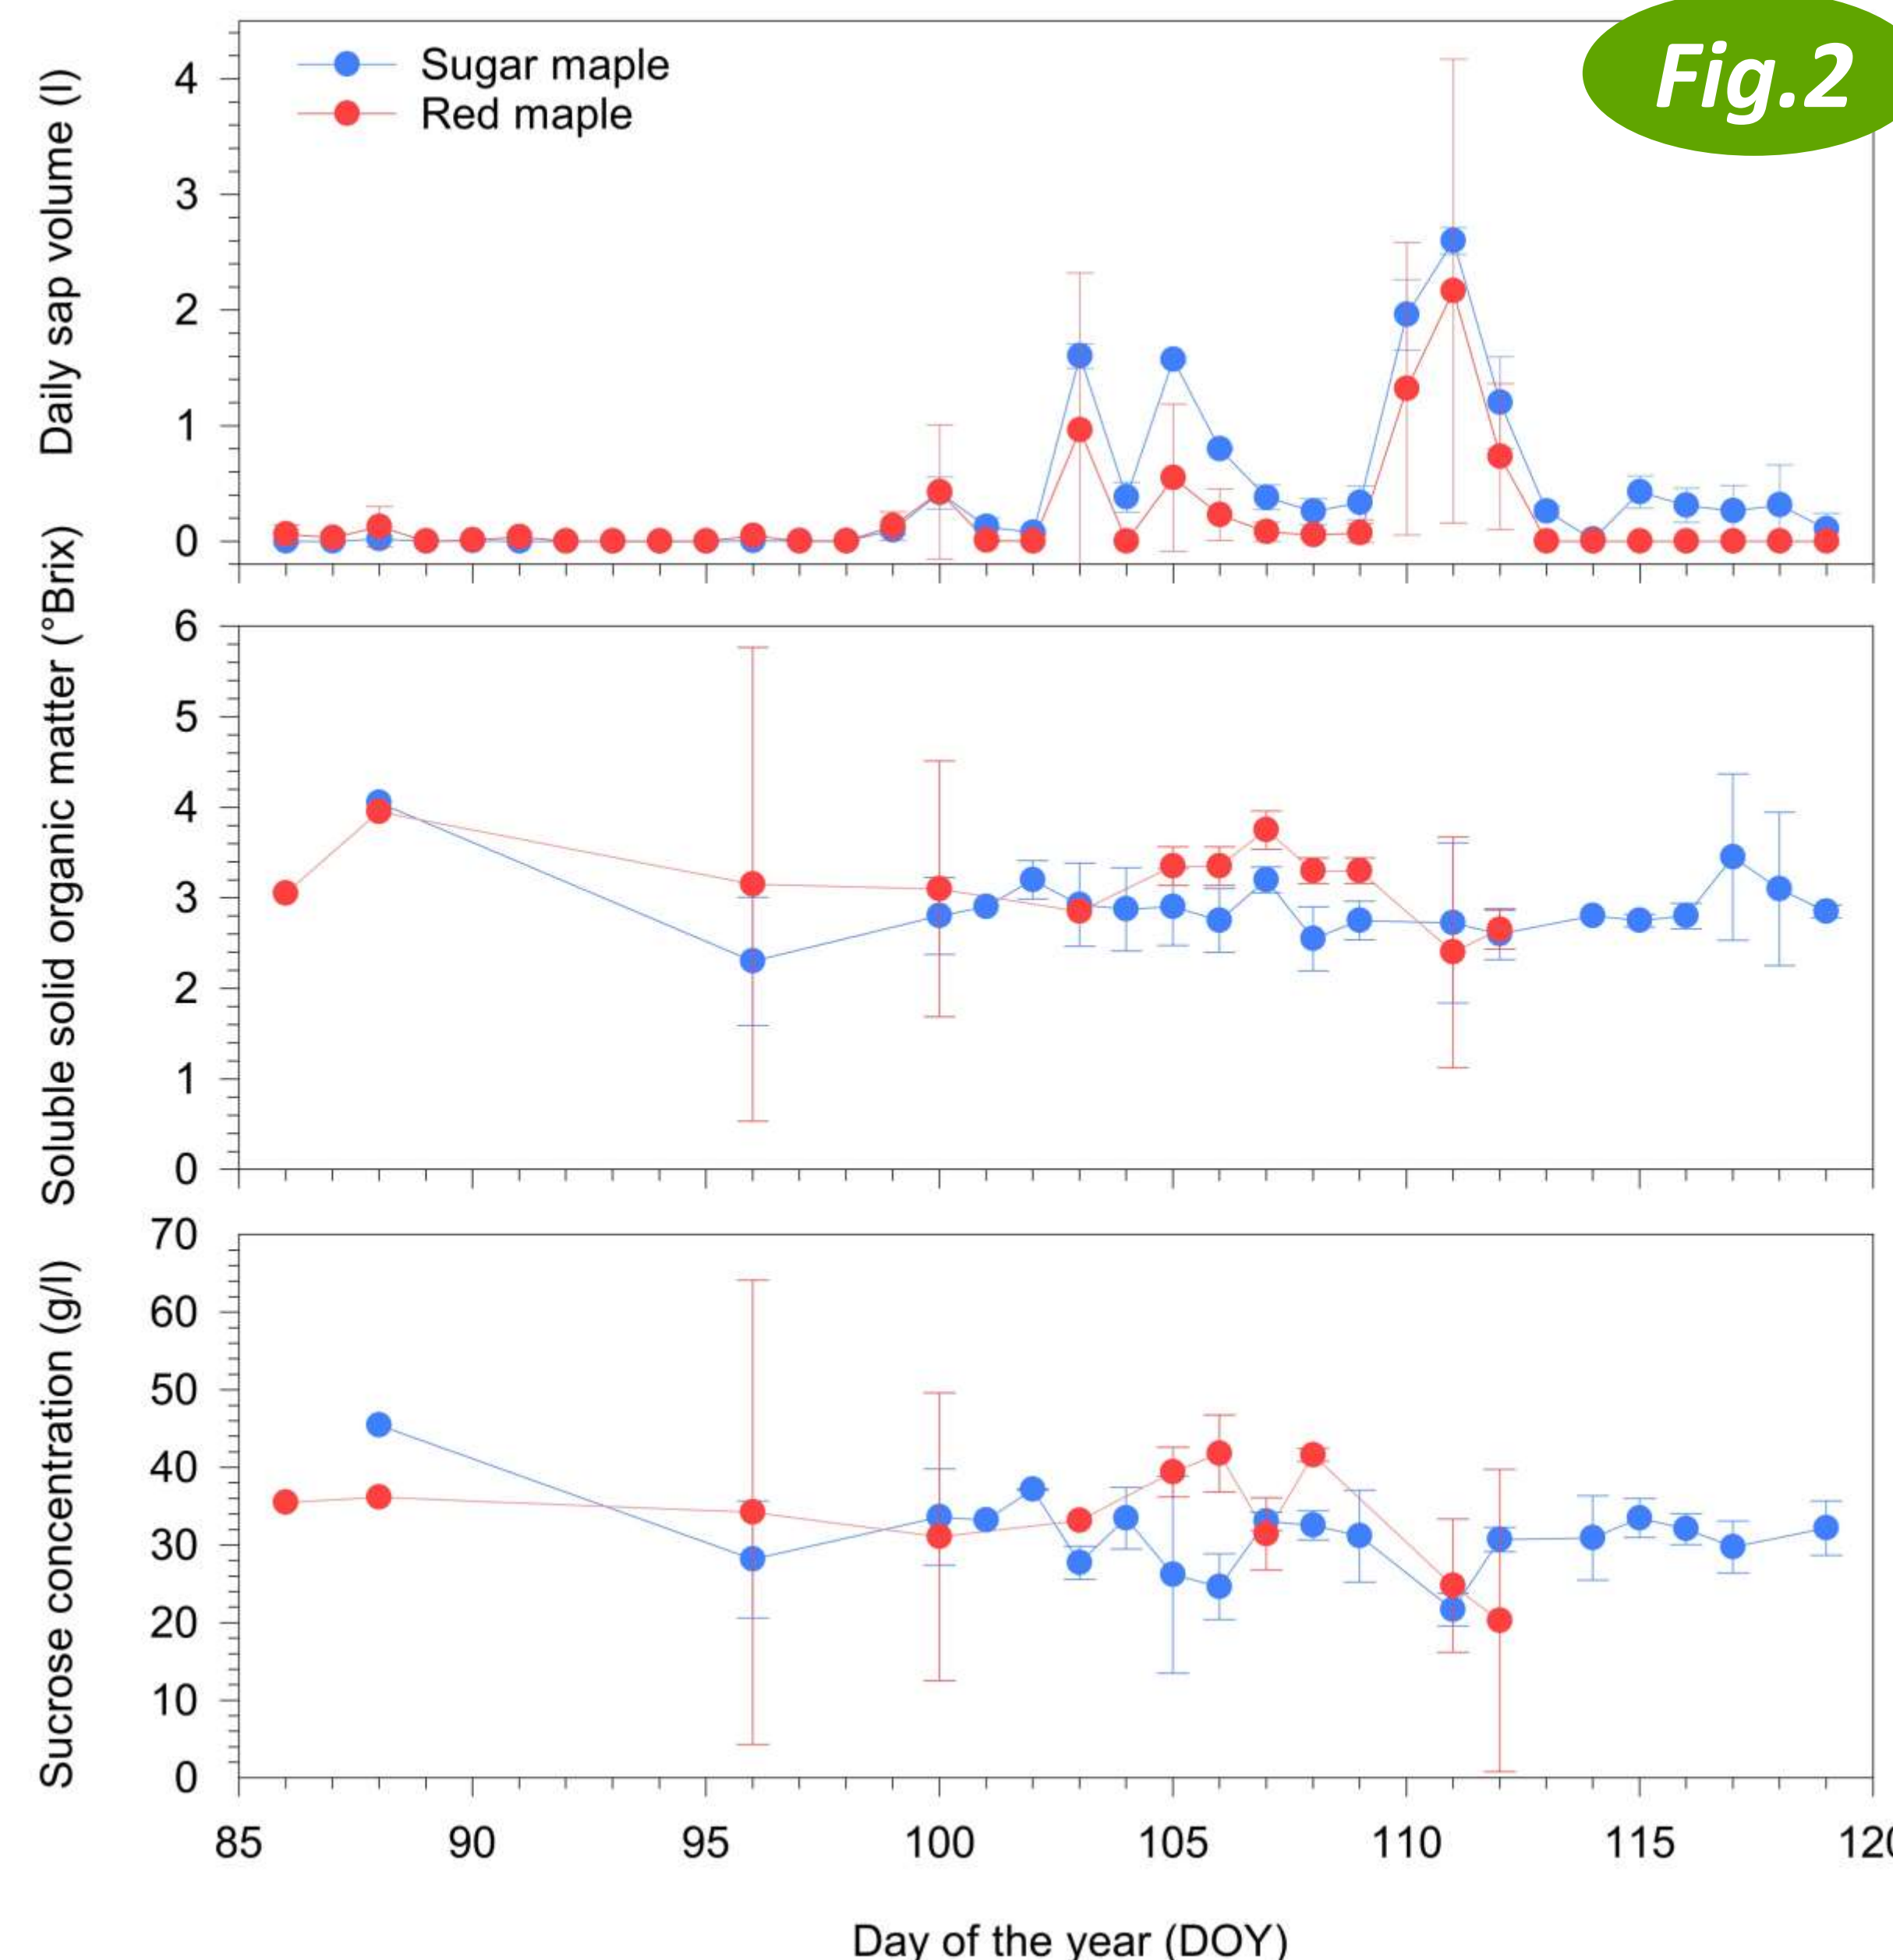 Fig.2
Sugar maple
Red maple
Daily sap volume (l)
4
3
2
1
0
Soluble solid organic matter (°Brix)
6
5
4
3
2
1
0
Sucrose concentration (g/l)
70
60
50
40
30
20
10
0
85 90 95 100 105 110 115 120
Day of the year (DOY)